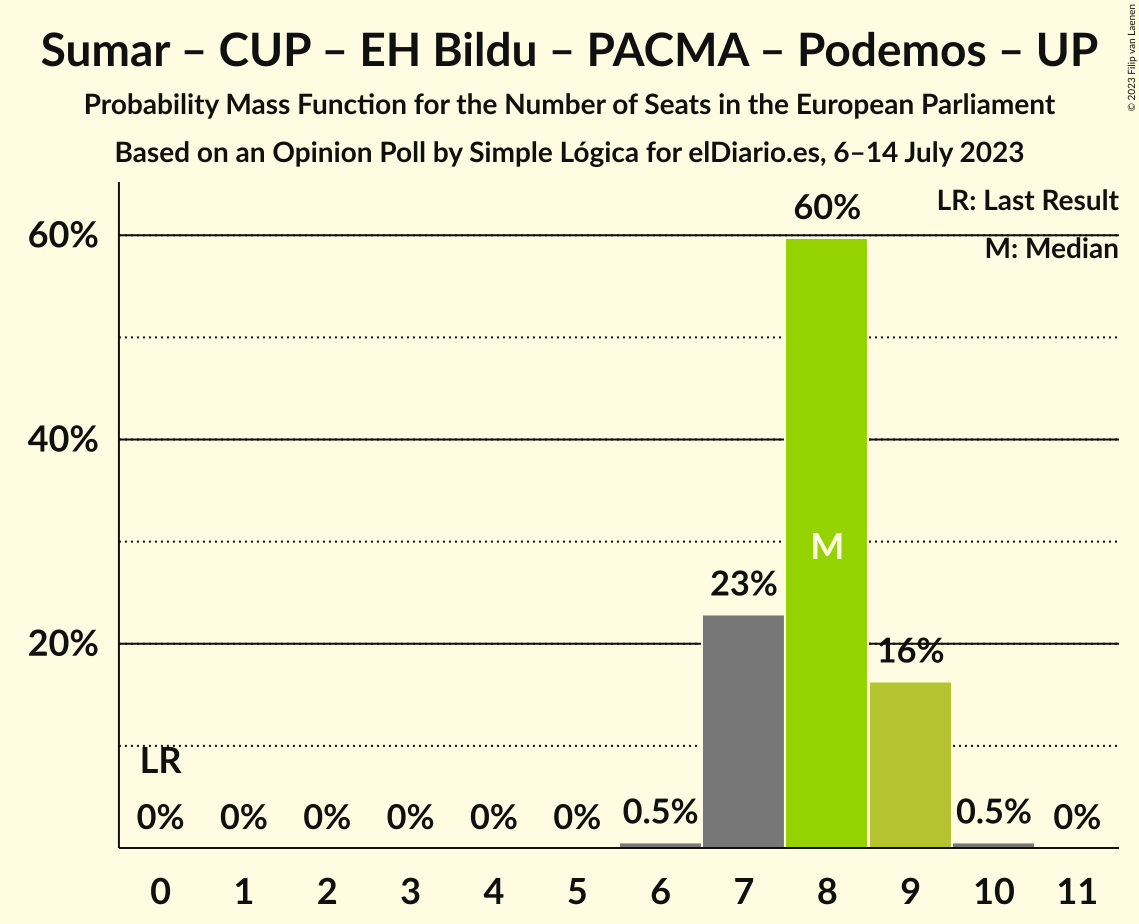 Sumar – CUP – EH Bildu – PACMA – Podemos – UP
Probability Mass Function for the Number of Seats in the European Parliament
Based on an Opinion Poll by Simple Lógica for elDiario.es, 6–14 July 2023
© 2023 Filip van Laenen
LR: Last Result
M: Median
60%
60%
40%
M
23%
20%
16%
LR
0% 0% 0% 0% 0% 0% 0.5% 0.5% 0%
0 1 2 3 4 5 6 7 8 9 10 11